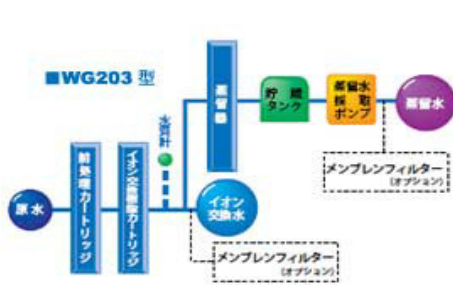 ■WG203 型
原水
前処理カートリッジ
イオン交換樹脂カートリッジ
水質計
イオン
交換水
メンブレンフィルター
(オプション)
蒸留器
貯蔵
タンク
蒸留水
採取
ポンプ
蒸留水
メンブレンフィルター
(オプション)